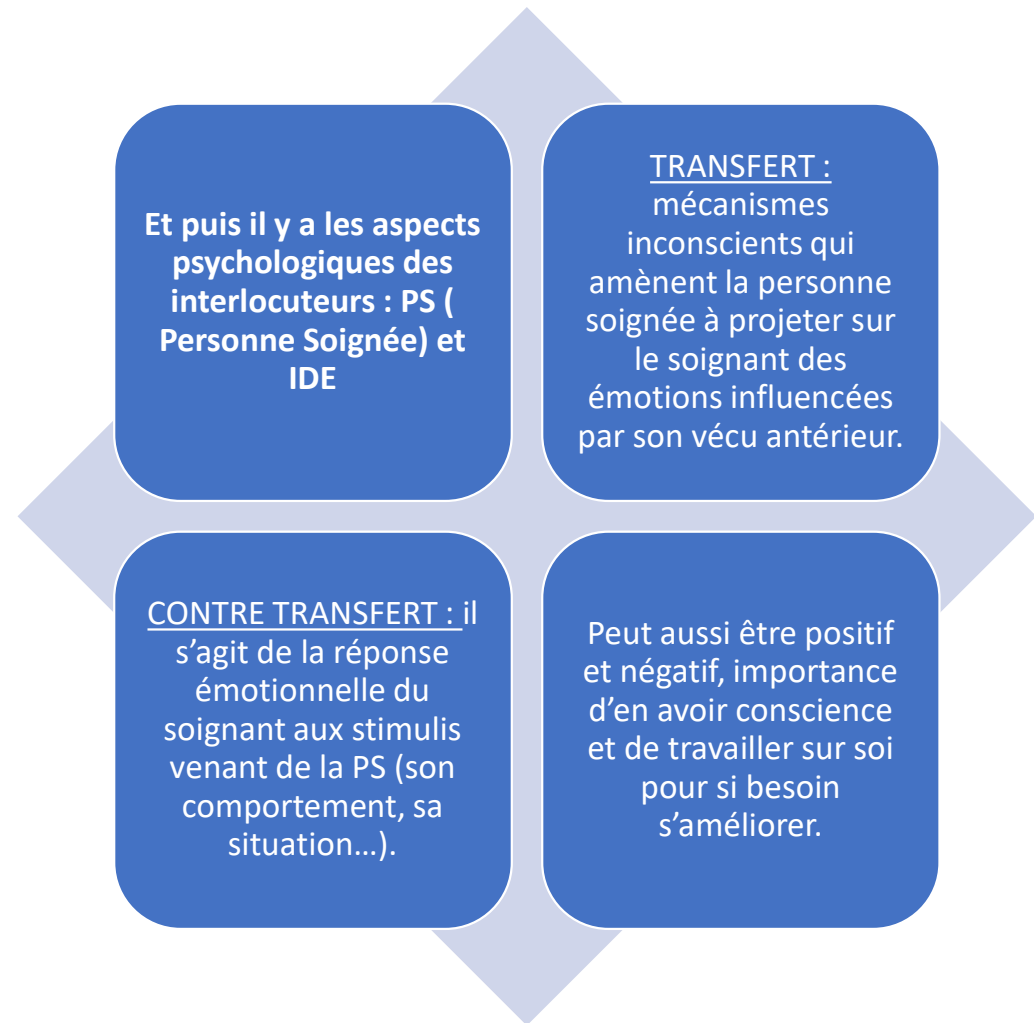 Et puis il y a les aspects
psychologiques des
interlocuteurs : PS (
Personne Soignée) et
IDE
TRANSFERT :
mécanismes
inconscients qui
amènent la personne
soignée à projeter sur
le soignant des
émotions influencées
par son vécu antérieur.
CONTRE TRANSFERT : il
s’agit de la réponse
émotionnelle du
soignant aux stimulis
venant de la PS (son
comportement, sa
situation…).
Peut aussi être positif
et négatif, importance
d’en avoir conscience
et de travailler sur soi
pour si besoin
s’améliorer.